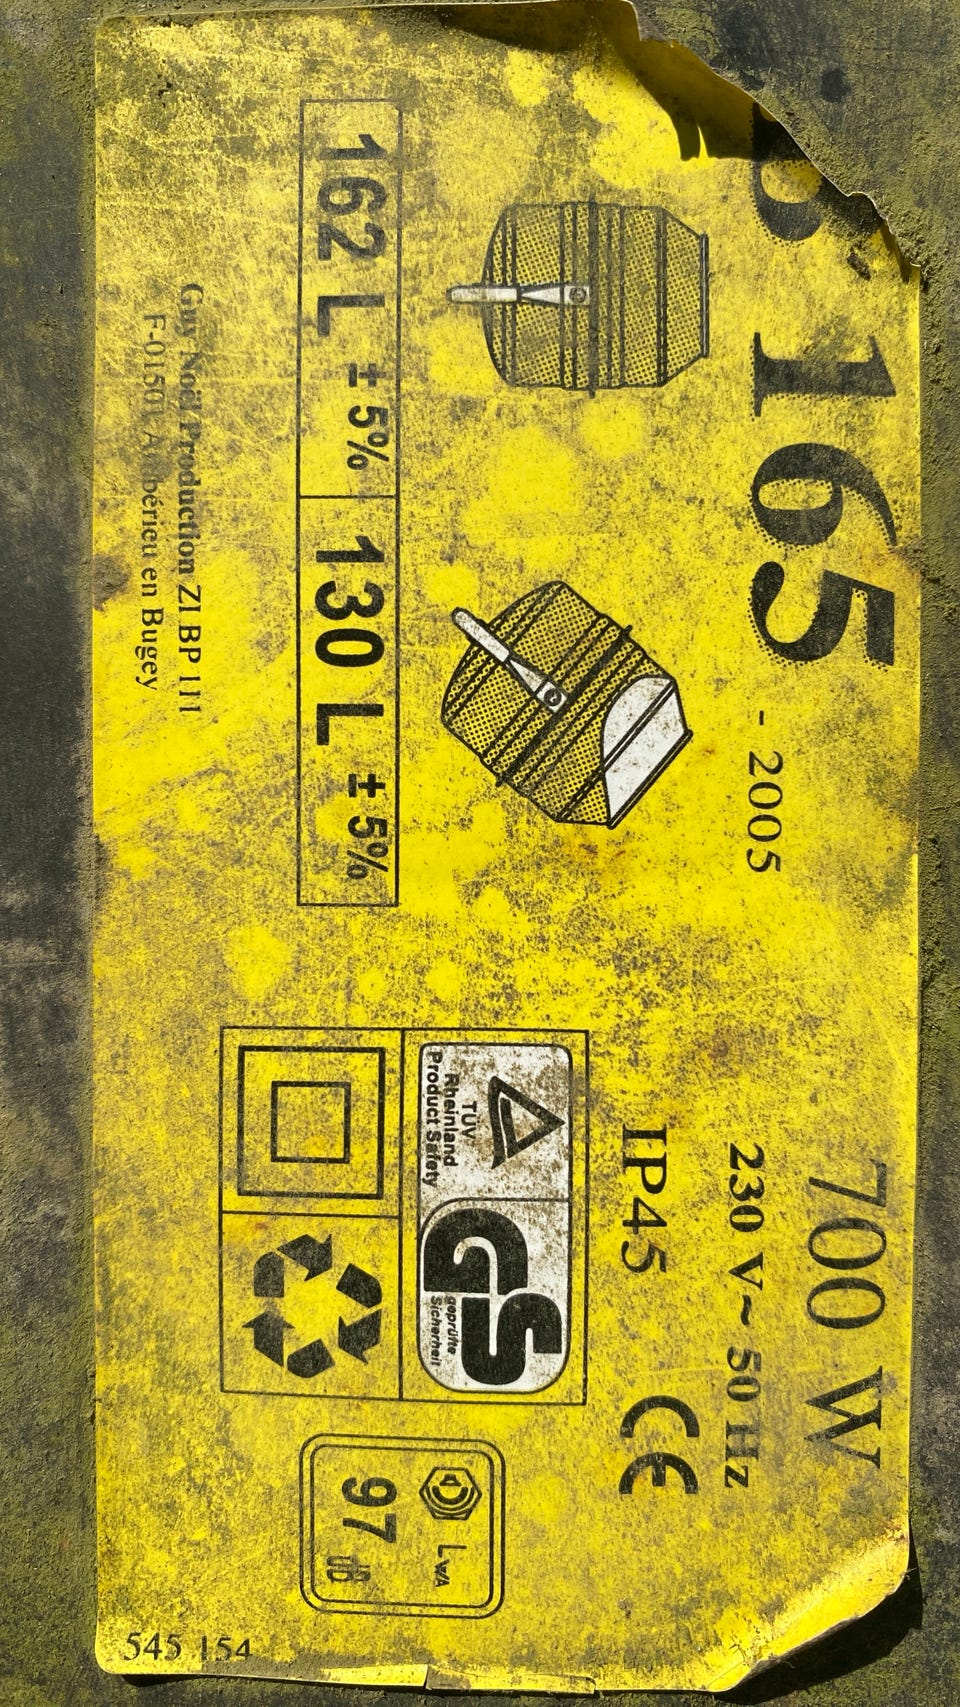 165 - 2005
162 L ± 5%
130 L ± 5%
Guy Noël Production ZI BP 111
F-01501 Ambérieu en Bugey
700 W
230 V~ 50 Hz
IP45 CE
TÜV
Rheinland
Product Safety
GS
geprüfte
Sicherheit
LWA
97 dB
545 154